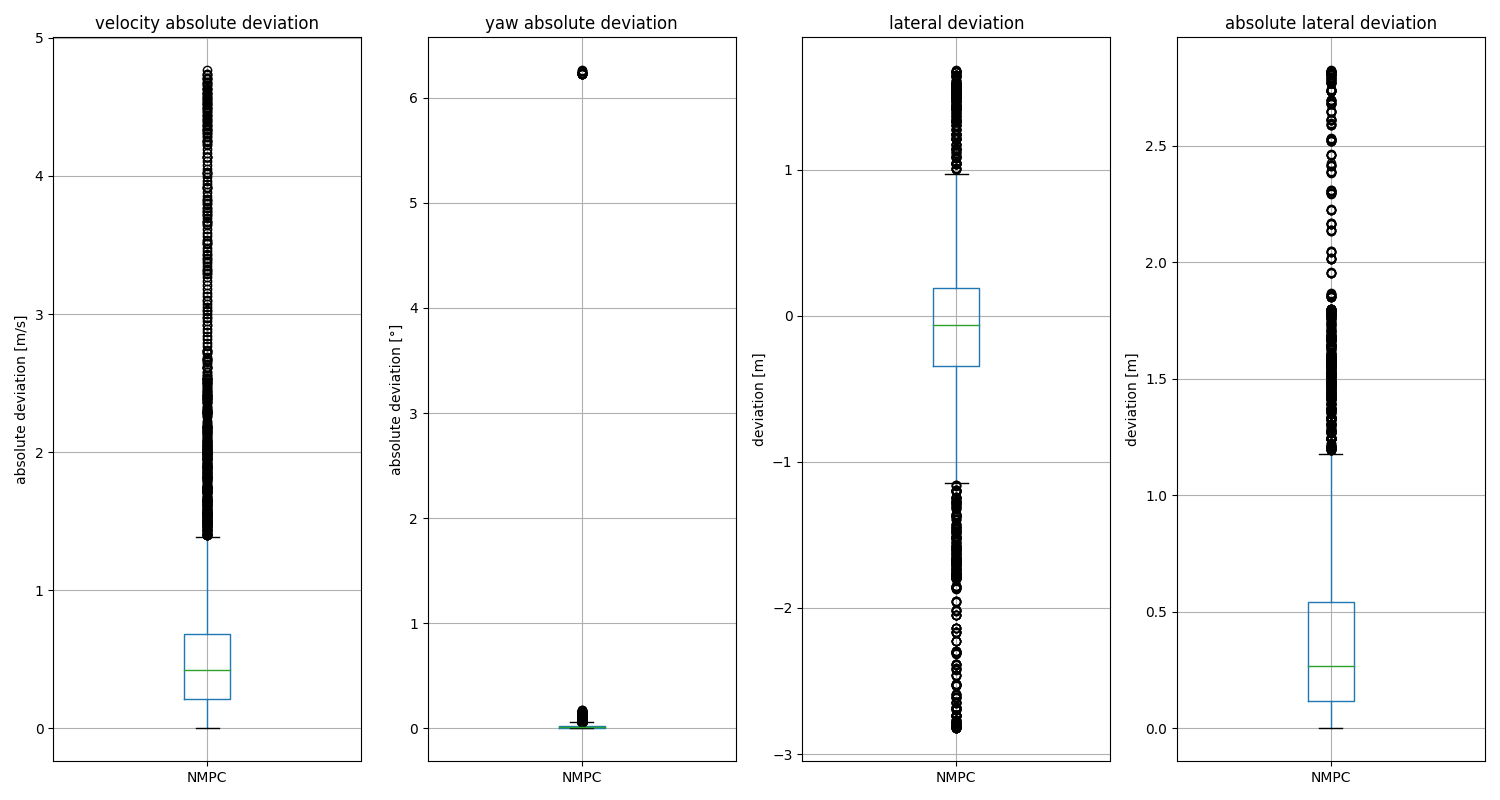 velocity absolute deviation
absolute deviation [m/s]
5
4
3
2
1
0
NMPC
yaw absolute deviation
absolute deviation [°]
6
5
4
3
2
1
0
NMPC
lateral deviation
deviation [m]
1
0
−1
−2
−3
NMPC
absolute lateral deviation
deviation [m]
2.5
2.0
1.5
1.0
0.5
0.0
NMPC